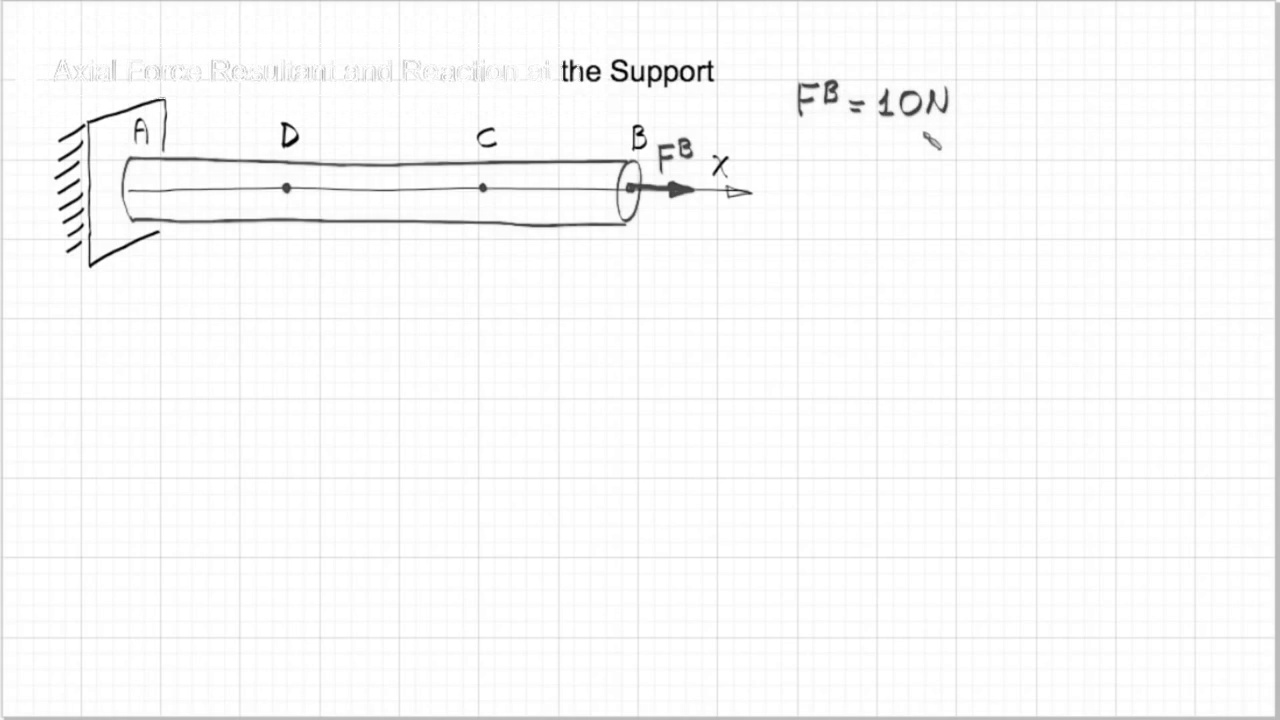 Axial Force Resultant and Reaction at the Support
F^B = 10N
A D C B
F^B X